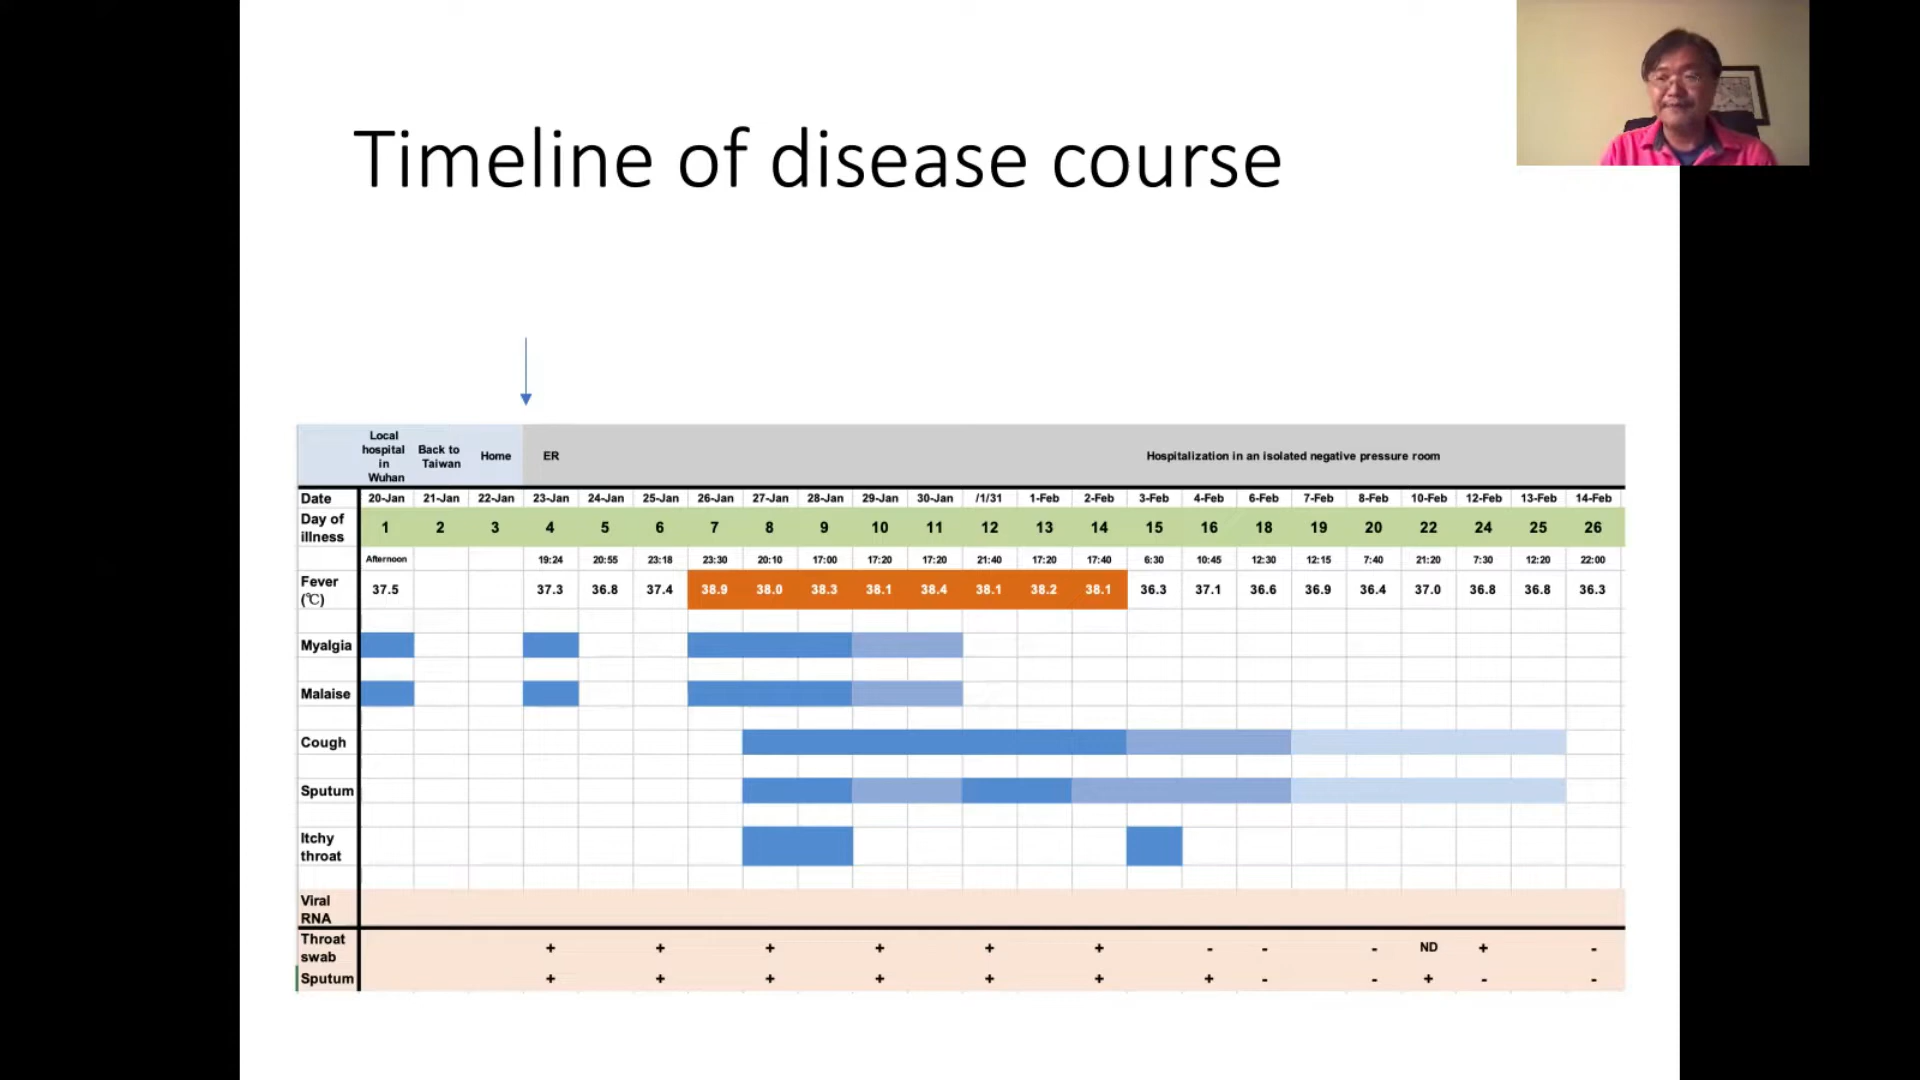 Timeline of disease course
Local hospital in Wuhan Back to Taiwan Home ER Hospitalization in an isolated negative pressure room
Date 20-Jan 21-Jan 22-Jan 23-Jan 24-Jan 25-Jan 26-Jan 27-Jan 28-Jan 29-Jan 30-Jan /1/31 1-Feb 2-Feb 3-Feb 4-Feb 6-Feb 7-Feb 8-Feb 10-Feb 12-Feb 13-Feb 14-Feb
Day of illness 1 2 3 4 5 6 7 8 9 10 11 12 13 14 15 16 18 19 20 22 24 25 26
Afternoon 19:24 20:55 23:18 23:30 20:10 17:00 17:20 17:20 21:40 17:20 17:40 6:30 10:45 12:30 12:15 7:40 21:20 7:30 12:20 22:00
Fever (℃) 37.5 37.3 36.8 37.4 38.9 38.0 38.3 38.1 38.4 38.1 38.2 38.1 36.3 37.1 36.6 36.9 36.4 37.0 36.8 36.8 36.3
Myalgia
Malaise
Cough
Sputum
Itchy throat
Viral RNA
Throat swab + + + + + + - - - ND + -
Sputum + + + + + + + - - + - -